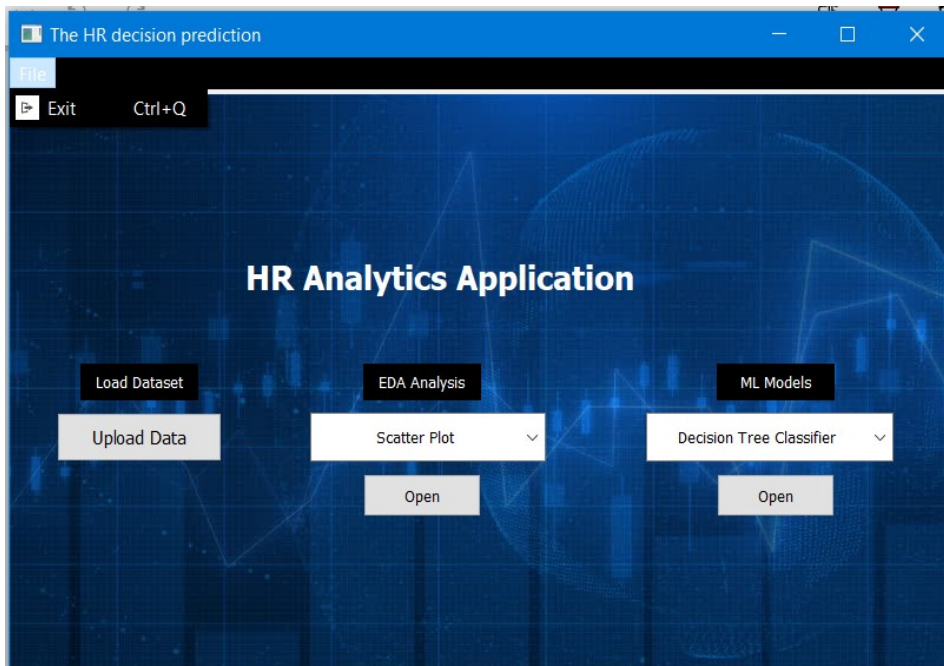 The HR decision prediction
File
Exit Ctrl+Q
HR Analytics Application
Load Dataset EDA Analysis ML Models
Upload Data Scatter Plot Decision Tree Classifier
Open Open